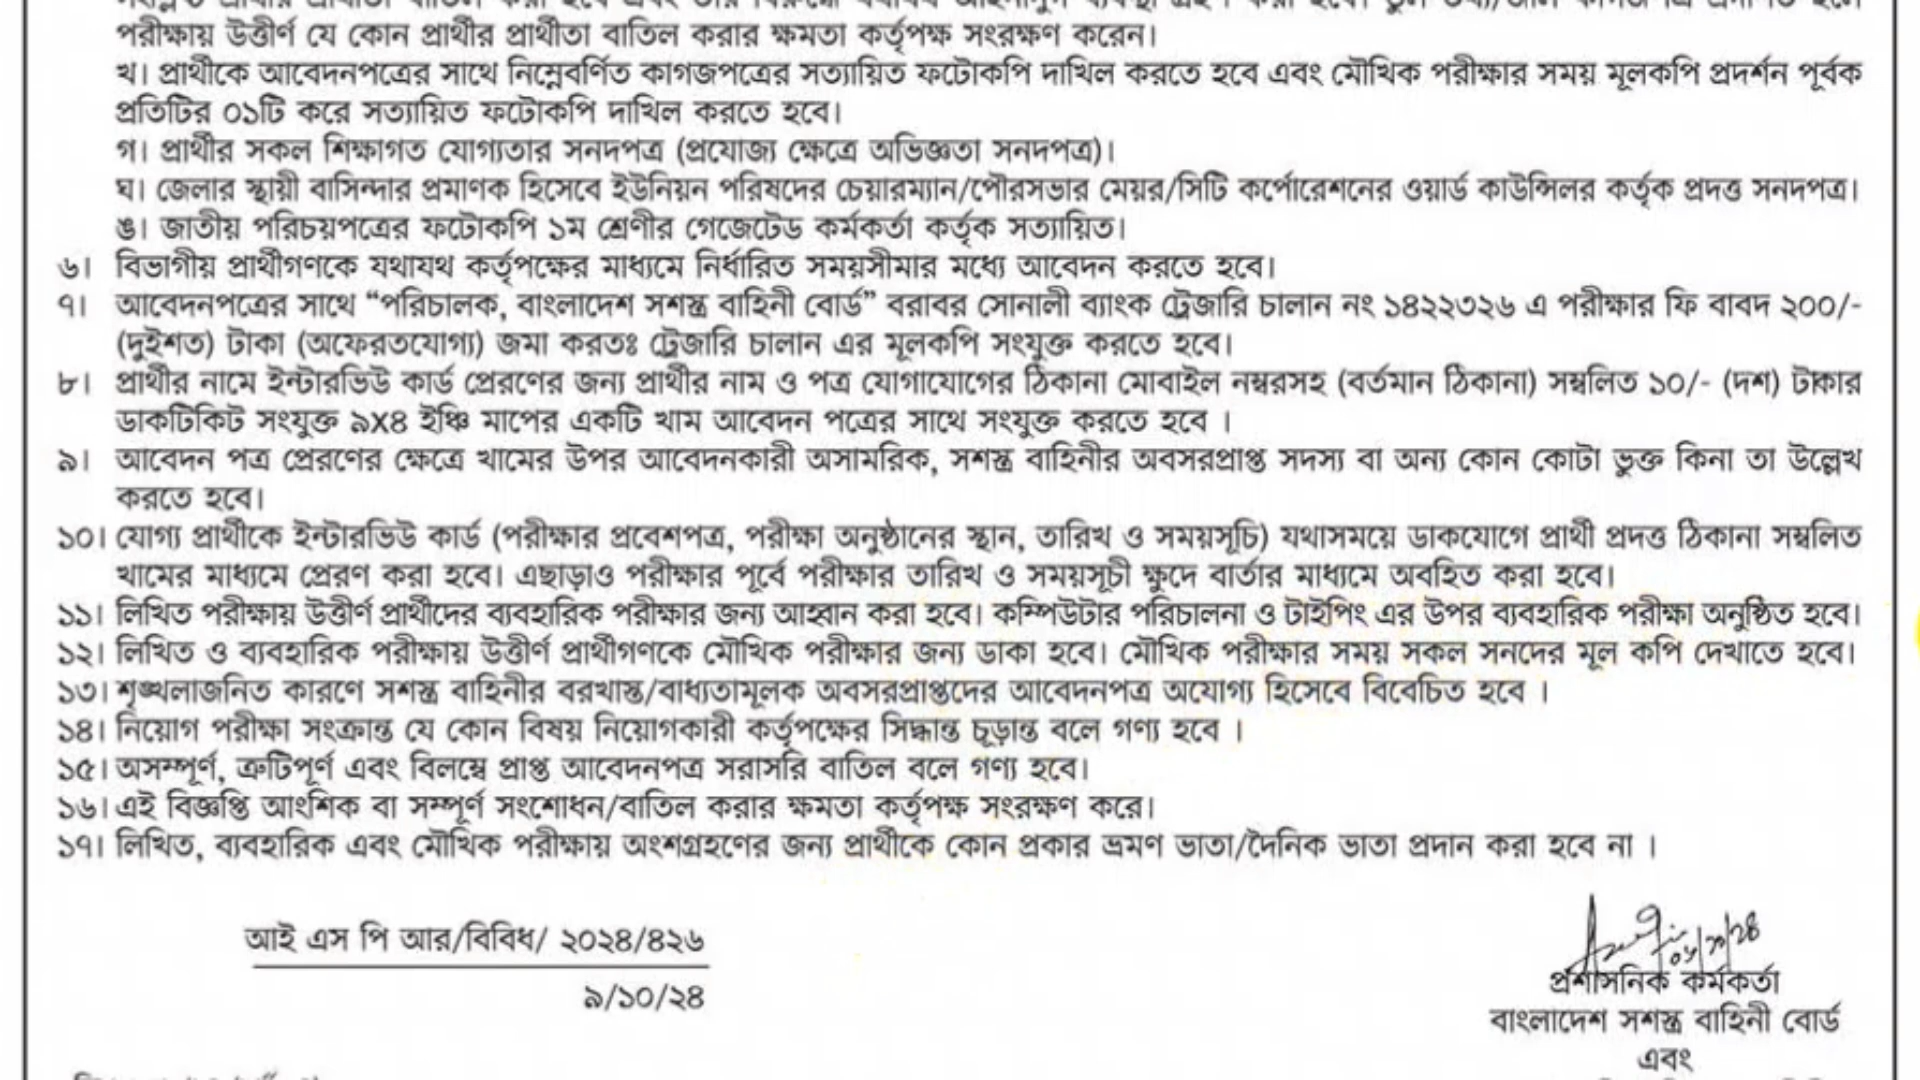 পরীক্ষায় উত্তীর্ণ যে কোন প্রার্থীর প্রার্থীতা বাতিল করার ক্ষমতা কর্তৃপক্ষ সংরক্ষণ করেন।
খ। প্রার্থীকে আবেদনপত্রের সাথে নিম্নেবর্ণিত কাগজপত্রের সত্যায়িত ফটোকপি দাখিল করতে হবে এবং মৌখিক পরীক্ষার সময় মূলকপি প্রদর্শন পূর্বক
প্রতিটির ০১টি করে সত্যায়িত ফটোকপি দাখিল করতে হবে।
গ। প্রার্থীর সকল শিক্ষাগত যোগ্যতার সনদপত্র (প্রযোজ্য ক্ষেত্রে অভিজ্ঞতা সনদপত্র)।
ঘ। জেলার স্থায়ী বাসিন্দার প্রমাণক হিসেবে ইউনিয়ন পরিষদের চেয়ারম্যান/পৌরসভার মেয়র/সিটি কর্পোরেশনের ওয়ার্ড কাউন্সিলর কর্তৃক প্রদত্ত সনদপত্র।
ঙ। জাতীয় পরিচয়পত্রের ফটোকপি ১ম শ্রেণীর গেজেটেড কর্মকর্তা কর্তৃক সত্যায়িত।
৬। বিভাগীয় প্রার্থীগণকে যথাযথ কর্তৃপক্ষের মাধ্যমে নির্ধারিত সময়সীমার মধ্যে আবেদন করতে হবে।
৭। আবেদনপত্রের সাথে “পরিচালক, বাংলাদেশ সশস্ত্র বাহিনী বোর্ড” বরাবর সোনালী ব্যাংক ট্রেজারি চালান নং ১৪২২৩২৬ এ পরীক্ষার ফি বাবদ ২০০/-
(দুইশত) টাকা (অফেরতযোগ্য) জমা করতঃ ট্রেজারি চালান এর মূলকপি সংযুক্ত করতে হবে।
৮। প্রার্থীর নামে ইন্টারভিউ কার্ড প্রেরণের জন্য প্রার্থীর নাম ও পত্র যোগাযোগের ঠিকানা মোবাইল নম্বরসহ (বর্তমান ঠিকানা) সম্বলিত ১০/- (দশ) টাকার
ডাকটিকিট সংযুক্ত ৯X৪ ইঞ্চি মাপের একটি খাম আবেদন পত্রের সাথে সংযুক্ত করতে হবে ।
৯। আবেদন পত্র প্রেরণের ক্ষেত্রে খামের উপর আবেদনকারী অসামরিক, সশস্ত্র বাহিনীর অবসরপ্রাপ্ত সদস্য বা অন্য কোন কোটা ভুক্ত কিনা তা উল্লেখ
করতে হবে।
১০। যোগ্য প্রার্থীকে ইন্টারভিউ কার্ড (পরীক্ষার প্রবেশপত্র, পরীক্ষা অনুষ্ঠানের স্থান, তারিখ ও সময়সূচি) যথাসময়ে ডাকযোগে প্রার্থী প্রদত্ত ঠিকানা সম্বলিত
খামের মাধ্যমে প্রেরণ করা হবে। এছাড়াও পরীক্ষার পূর্বে পরীক্ষার তারিখ ও সময়সূচী ক্ষুদে বার্তার মাধ্যমে অবহিত করা হবে।
১১। লিখিত পরীক্ষায় উত্তীর্ণ প্রার্থীদের ব্যবহারিক পরীক্ষার জন্য আহ্বান করা হবে। কম্পিউটার পরিচালনা ও টাইপিং এর উপর ব্যবহারিক পরীক্ষা অনুষ্ঠিত হবে।
১২। লিখিত ও ব্যবহারিক পরীক্ষায় উত্তীর্ণ প্রার্থীগণকে মৌখিক পরীক্ষার জন্য ডাকা হবে। মৌখিক পরীক্ষার সময় সকল সনদের মূল কপি দেখাতে হবে।
১৩। শৃঙ্খলাজনিত কারণে সশস্ত্র বাহিনীর বরখাস্ত/বাধ্যতামূলক অবসরপ্রাপ্তদের আবেদনপত্র অযোগ্য হিসেবে বিবেচিত হবে ।
১৪। নিয়োগ পরীক্ষা সংক্রান্ত যে কোন বিষয় নিয়োগকারী কর্তৃপক্ষের সিদ্ধান্ত চূড়ান্ত বলে গণ্য হবে ।
১৫। অসম্পূর্ণ, ত্রুটিপূর্ণ এবং বিলম্বে প্রাপ্ত আবেদনপত্র সরাসরি বাতিল বলে গণ্য হবে।
১৬। এই বিজ্ঞপ্তি আংশিক বা সম্পূর্ণ সংশোধন/বাতিল করার ক্ষমতা কর্তৃপক্ষ সংরক্ষণ করে।
১৭। লিখিত, ব্যবহারিক এবং মৌখিক পরীক্ষায় অংশগ্রহণের জন্য প্রার্থীকে কোন প্রকার ভ্রমণ ভাতা/দৈনিক ভাতা প্রদান করা হবে না ।
আই এস পি আর/বিবিধ/ ২০২৪/৪২৬
৯/১০/২৪
প্রশাসনিক কর্মকর্তা
বাংলাদেশ সশস্ত্র বাহিনী বোর্ড
এবং